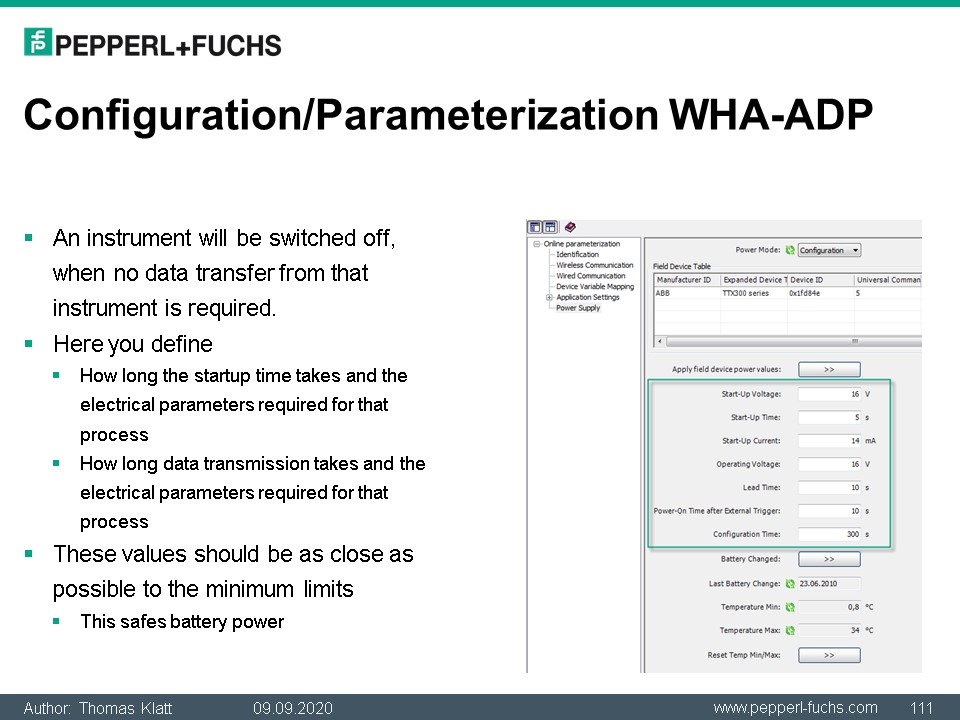 PEPPERL+FUCHS
Configuration/Parameterization WHA-ADP
An instrument will be switched off,
when no data transfer from that
instrument is required.
Here you define
How long the startup time takes and the
electrical parameters required for that
process
How long data transmission takes and the
electrical parameters required for that
process
These values should be as close as
possible to the minimum limits
This safes battery power
Online parameterization
Identification
Wireless Communication
Wired Communication
Device Variable Mapping
Application Settings
Power Supply
Power Mode: Configuration
Field Device Table
Manufacturer ID Expanded Device T Device ID Universal Comman
ABB TTX300 series 0x1fd84e 5
Apply field device power values: >>
Start-Up Voltage: 16 V
Start-Up Time: 5 s
Start-Up Current: 14 mA
Operating Voltage: 16 V
Lead Time: 10 s
Power-On Time after External Trigger: 10 s
Configuration Time: 300 s
Battery Changed: >>
Last Battery Change: 23.06.2010
Temperature Min: 0,8 °C
Temperature Max: 34 °C
Reset Temp Min/Max: >>
Author: Thomas Klatt 09.09.2020 www.pepperl-fuchs.com 111